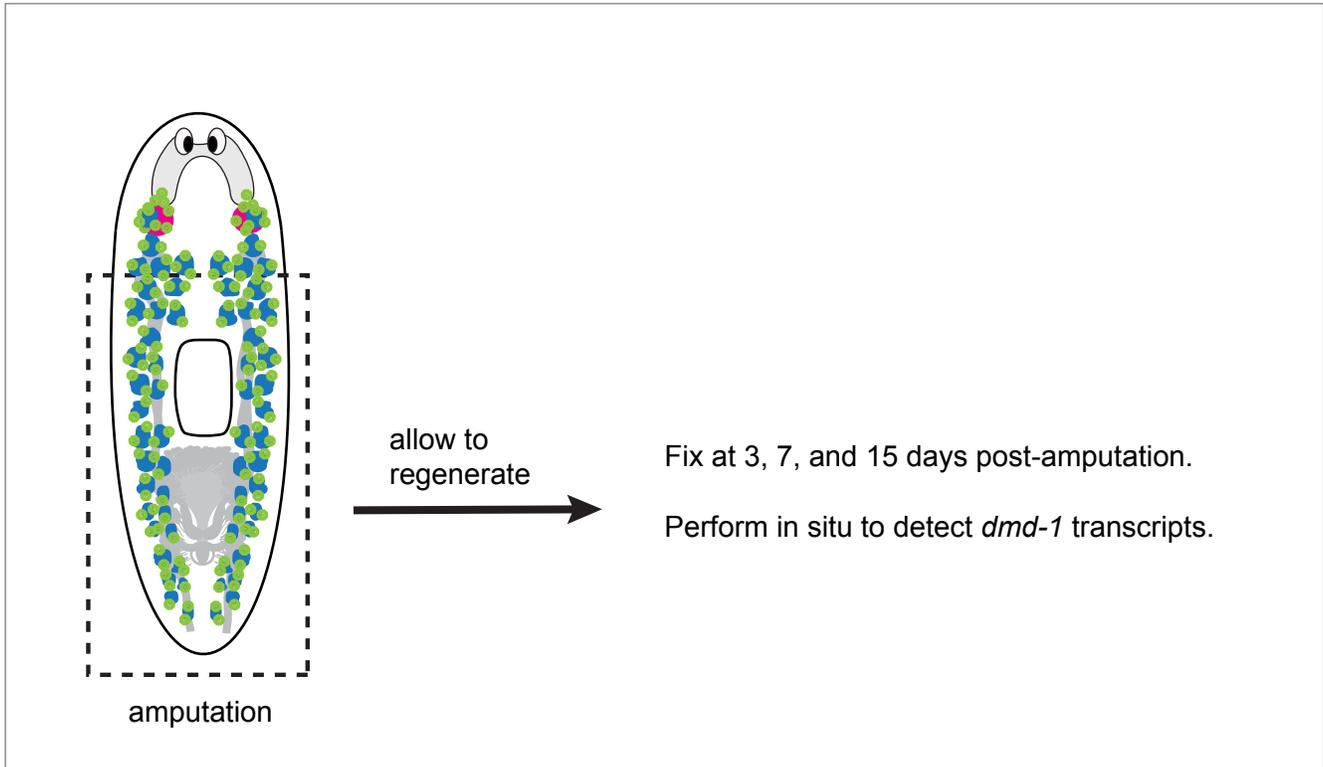 allow to
regenerate
Fix at 3, 7, and 15 days post-amputation.
Perform in situ to detect dmd-1 transcripts.
amputation